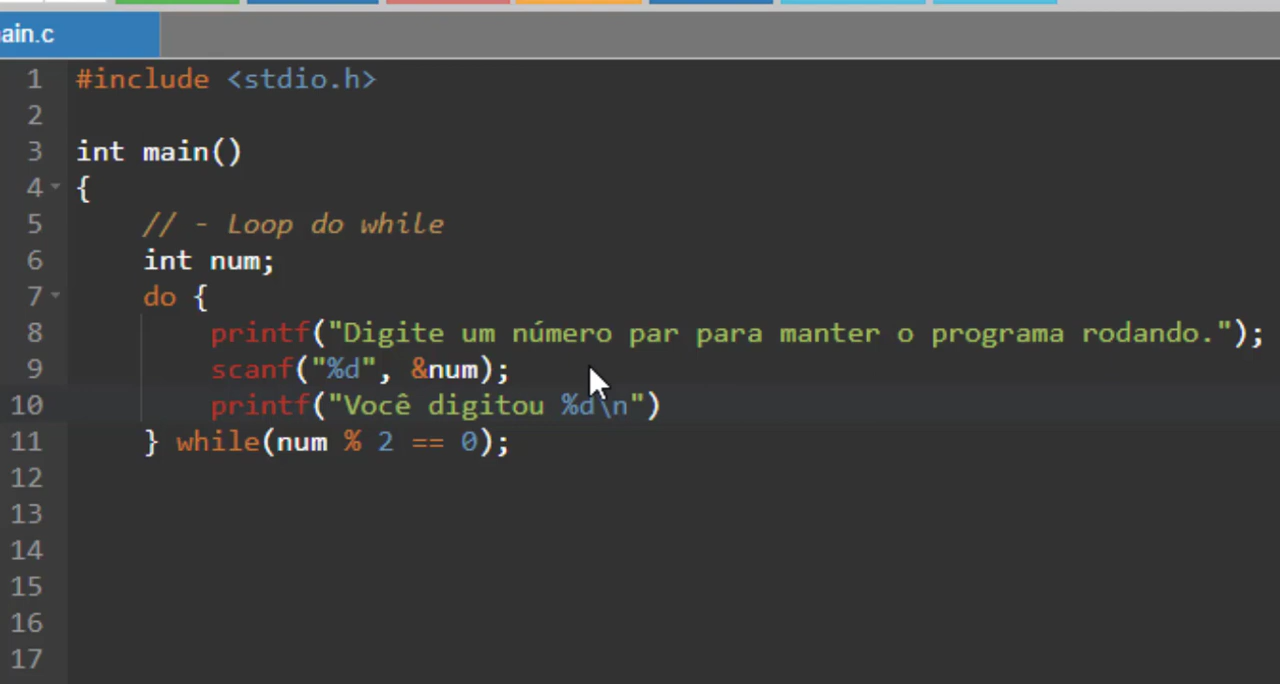 ain.c
1 #include <stdio.h>
2
3 int main()
4 {
5 // - Loop do while
6 int num;
7 do {
8 printf("Digite um número par para manter o programa rodando.");
9 scanf("%d", &num);
10 printf("Você digitou %d\n")
11 } while(num % 2 == 0);
12
13
14
15
16
17